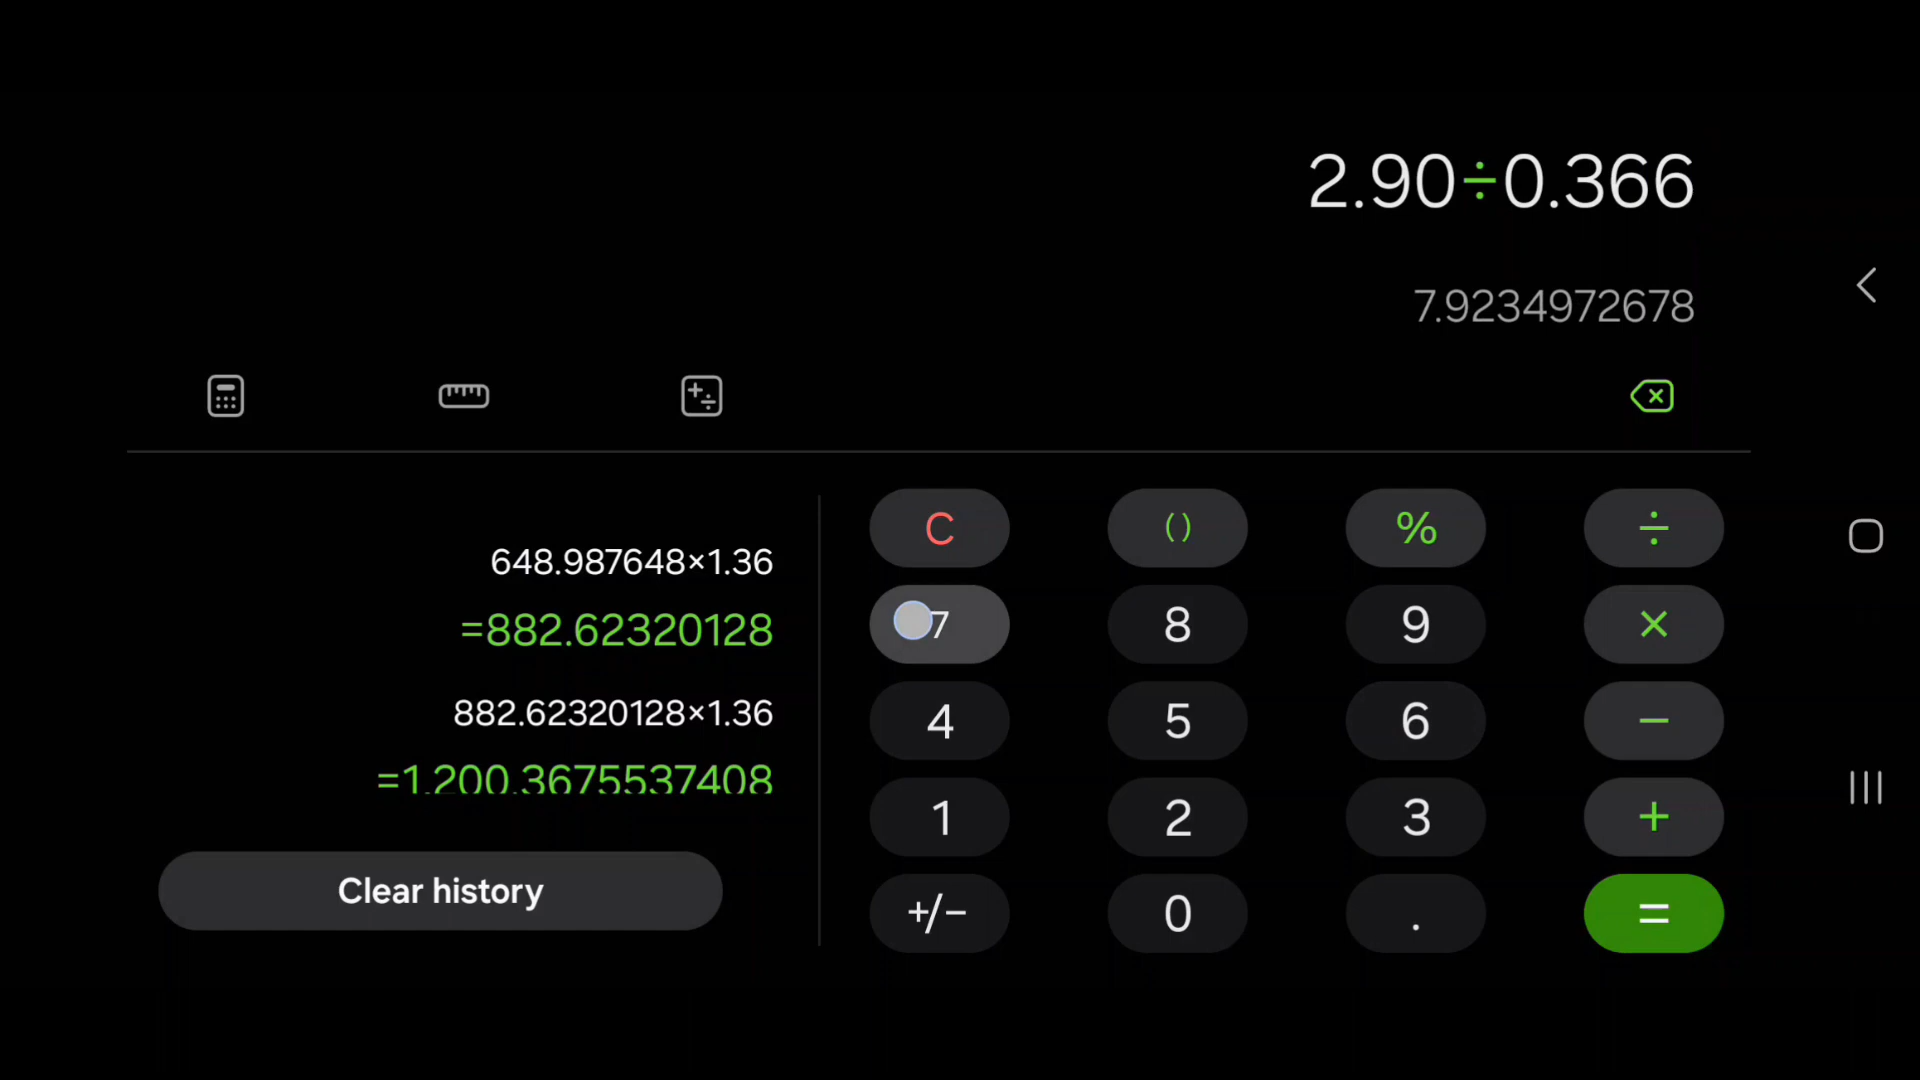 2.90÷0.366
7.9234972678
648.987648×1.36
=882.62320128
882.62320128×1.36
=1,200.3675537408
Clear history
C () % ÷
7 8 9 ×
4 5 6 −
1 2 3 +
+/− 0 . =